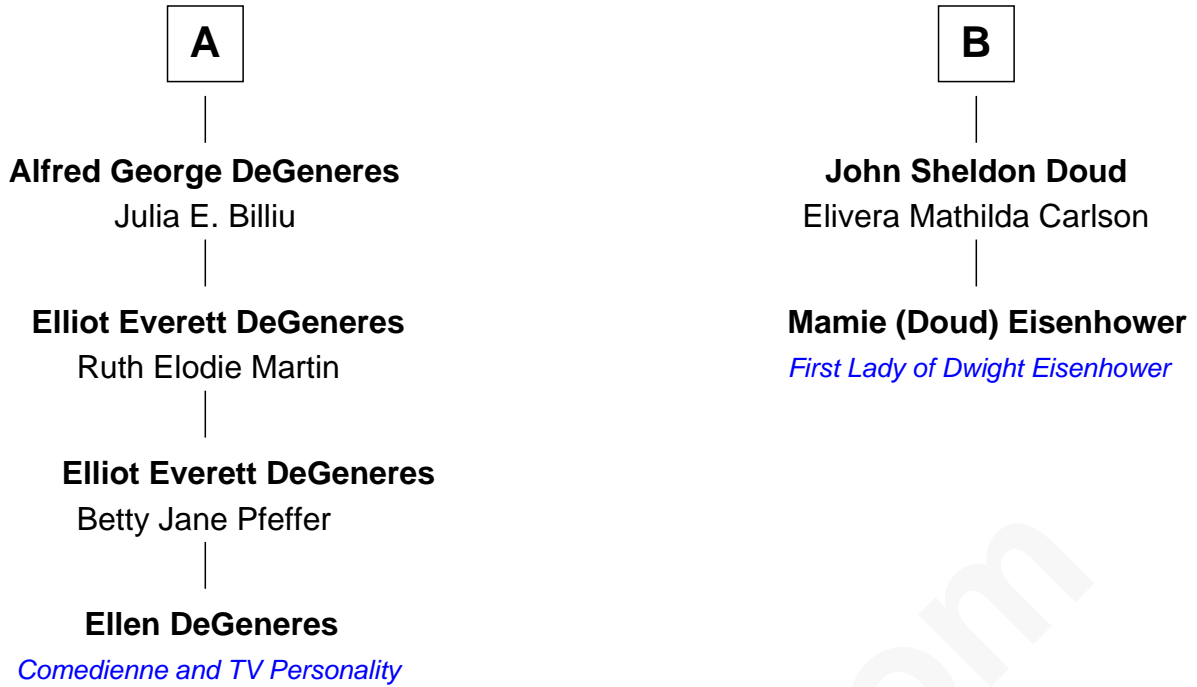 A
Alfred George DeGeneres
Julia E. Billiu
Elliot Everett DeGeneres
Ruth Elodie Martin
Elliot Everett DeGeneres
Betty Jane Pfeffer
Ellen DeGeneres
Comedienne and TV Personality
B
John Sheldon Doud
Elivera Mathilda Carlson
Mamie (Doud) Eisenhower
First Lady of Dwight Eisenhower
om